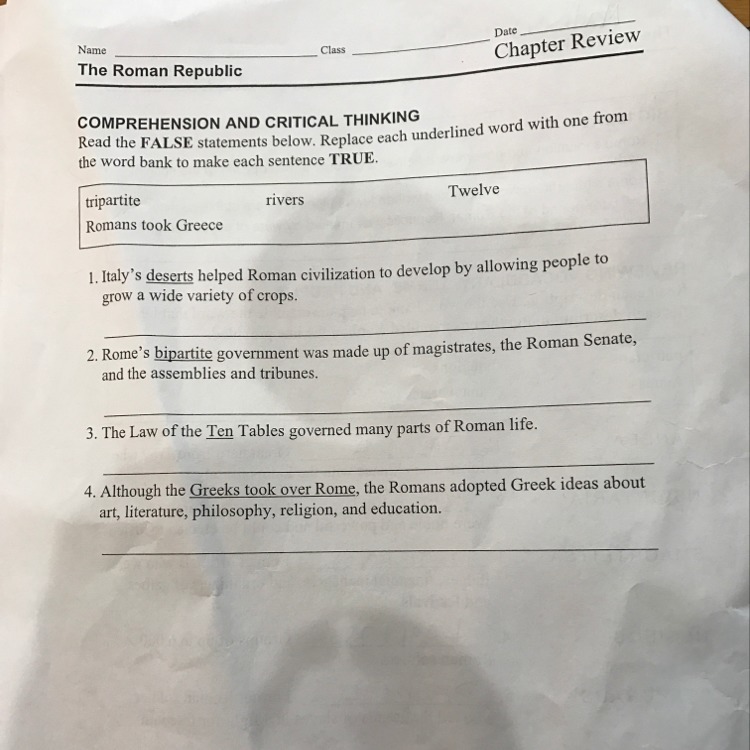 Name ____________ Class ____________ Date ____________
The Roman Republic Chapter Review
COMPREHENSION AND CRITICAL THINKING
Read the FALSE statements below. Replace each underlined word with one from
the word bank to make each sentence TRUE.
tripartite rivers Twelve
Romans took Greece
1. Italy's deserts helped Roman civilization to develop by allowing people to
grow a wide variety of crops.
2. Rome's bipartite government was made up of magistrates, the Roman Senate,
and the assemblies and tribunes.
3. The Law of the Ten Tables governed many parts of Roman life.
4. Although the Greeks took over Rome, the Romans adopted Greek ideas about
art, literature, philosophy, religion, and education.